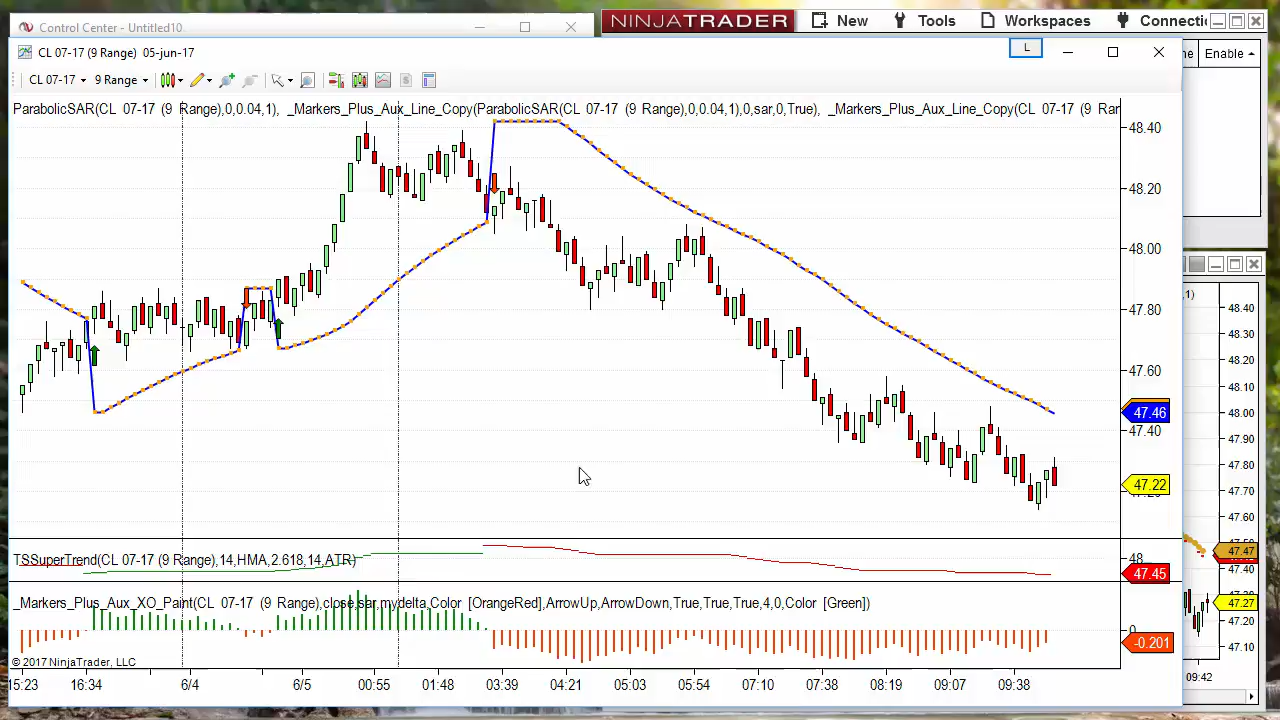 Control Center - Untitled10
NINJATRADER New Tools Workspaces Connecti
CL 07-17 (9 Range) 05-jun-17
L
Enable
CL 07-17 9 Range
ParabolicSAR(CL 07-17 (9 Range),0,0.04,1), _Markers_Plus_Aux_Line_Copy(ParabolicSAR(CL 07-17 (9 Range),0,0.04,1),0,sar,0,True), _Markers_Plus_Aux_Line_Copy(CL 07-17 (9 Rar
48.40
48.20
48.00
47.80
47.60
47.46
47.40
47.22
TSSuperTrend(CL 07-17 (9 Range),14,HMA,2.618,14,ATR)
48
47.45
_Markers_Plus_Aux_XO_Paint(CL 07-17 (9 Range),close,sar,mydelta,Color [OrangeRed],ArrowUp,ArrowDown,True,True,True,4,0,Color [Green])
0
-0.201
© 2017 NinjaTrader, LLC
15:23 16:34 6/4 6/5 00:55 01:48 03:39 04:21 05:03 05:54 07:10 07:39 08:19 09:07 09:38
,1)
48.40
48.30
48.20
48.10
48.00
47.90
47.80
47.70
47.60
47.47
47.40
47.27
47.20
47.10
09:42